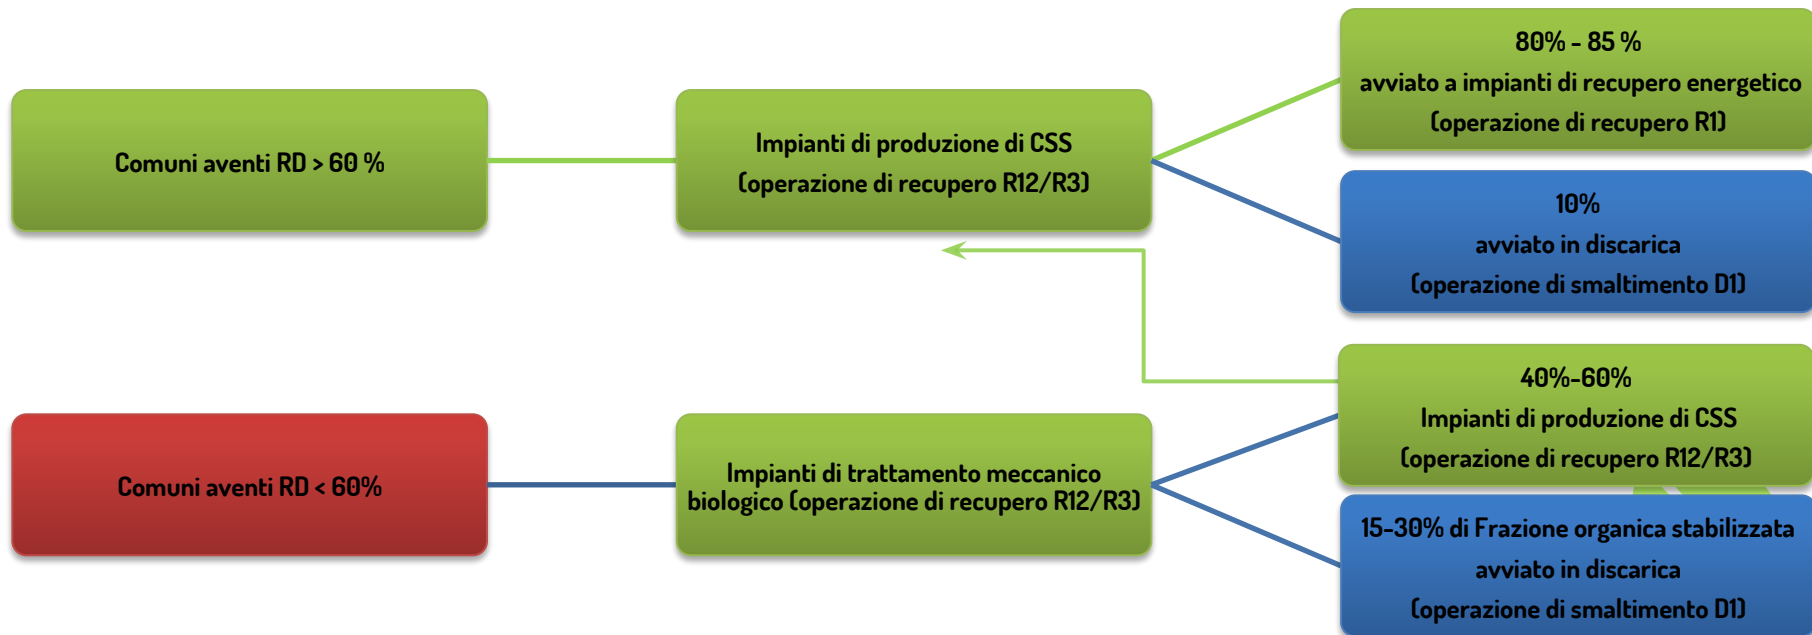 Comuni aventi RD > 60 %
Impianti di produzione di CSS
(operazione di recupero R12/R3)
80% - 85 %
avviato a impianti di recupero energetico
(operazione di recupero R1)
10%
avviato in discarica
(operazione di smaltimento D1)
Comuni aventi RD < 60%
Impianti di trattamento meccanico
biologico (operazione di recupero R12/R3)
40%-60%
Impianti di produzione di CSS
(operazione di recupero R12/R3)
15-30% di Frazione organica stabilizzata
avviato in discarica
(operazione di smaltimento D1)